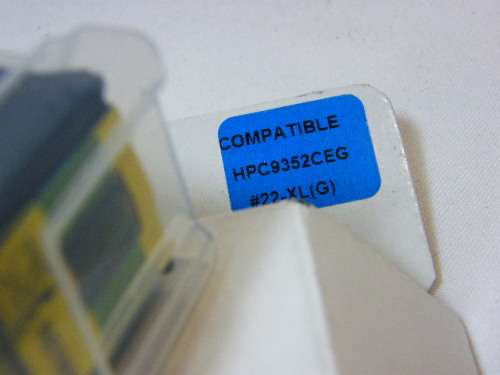 COMPATIBLE
HPC9352CEG
#22-XL(G)